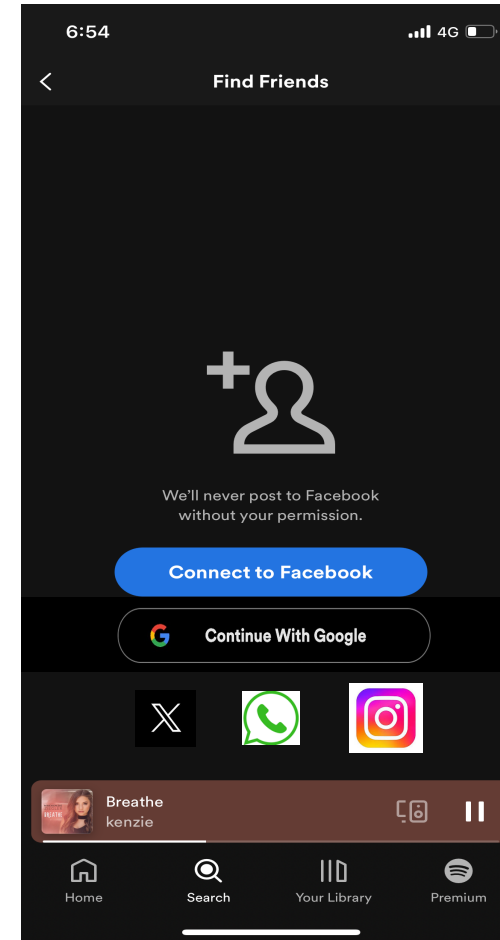 6:54
4G
Find Friends
We'll never post to Facebook
without your permission.
Connect to Facebook
Continue With Google
Breathe
kenzie
Home
Search
Your Library
Premium